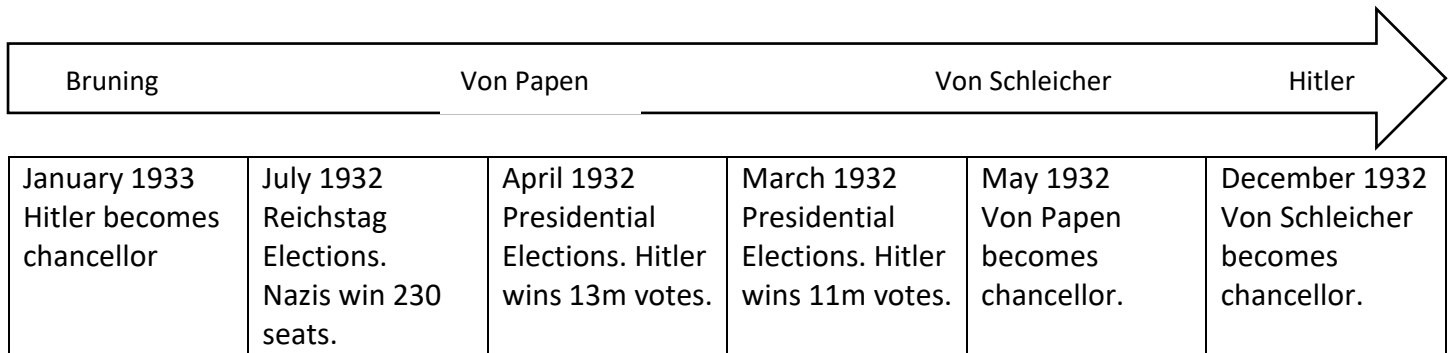 Bruning Von Papen Von Schleicher Hitler
January 1933
Hitler becomes
chancellor
July 1932
Reichstag
Elections.
Nazis win 230
seats.
April 1932
Presidential
Elections. Hitler
wins 13m votes.
March 1932
Presidential
Elections. Hitler
wins 11m votes.
May 1932
Von Papen
becomes
chancellor.
December 1932
Von Schleicher
becomes
chancellor.